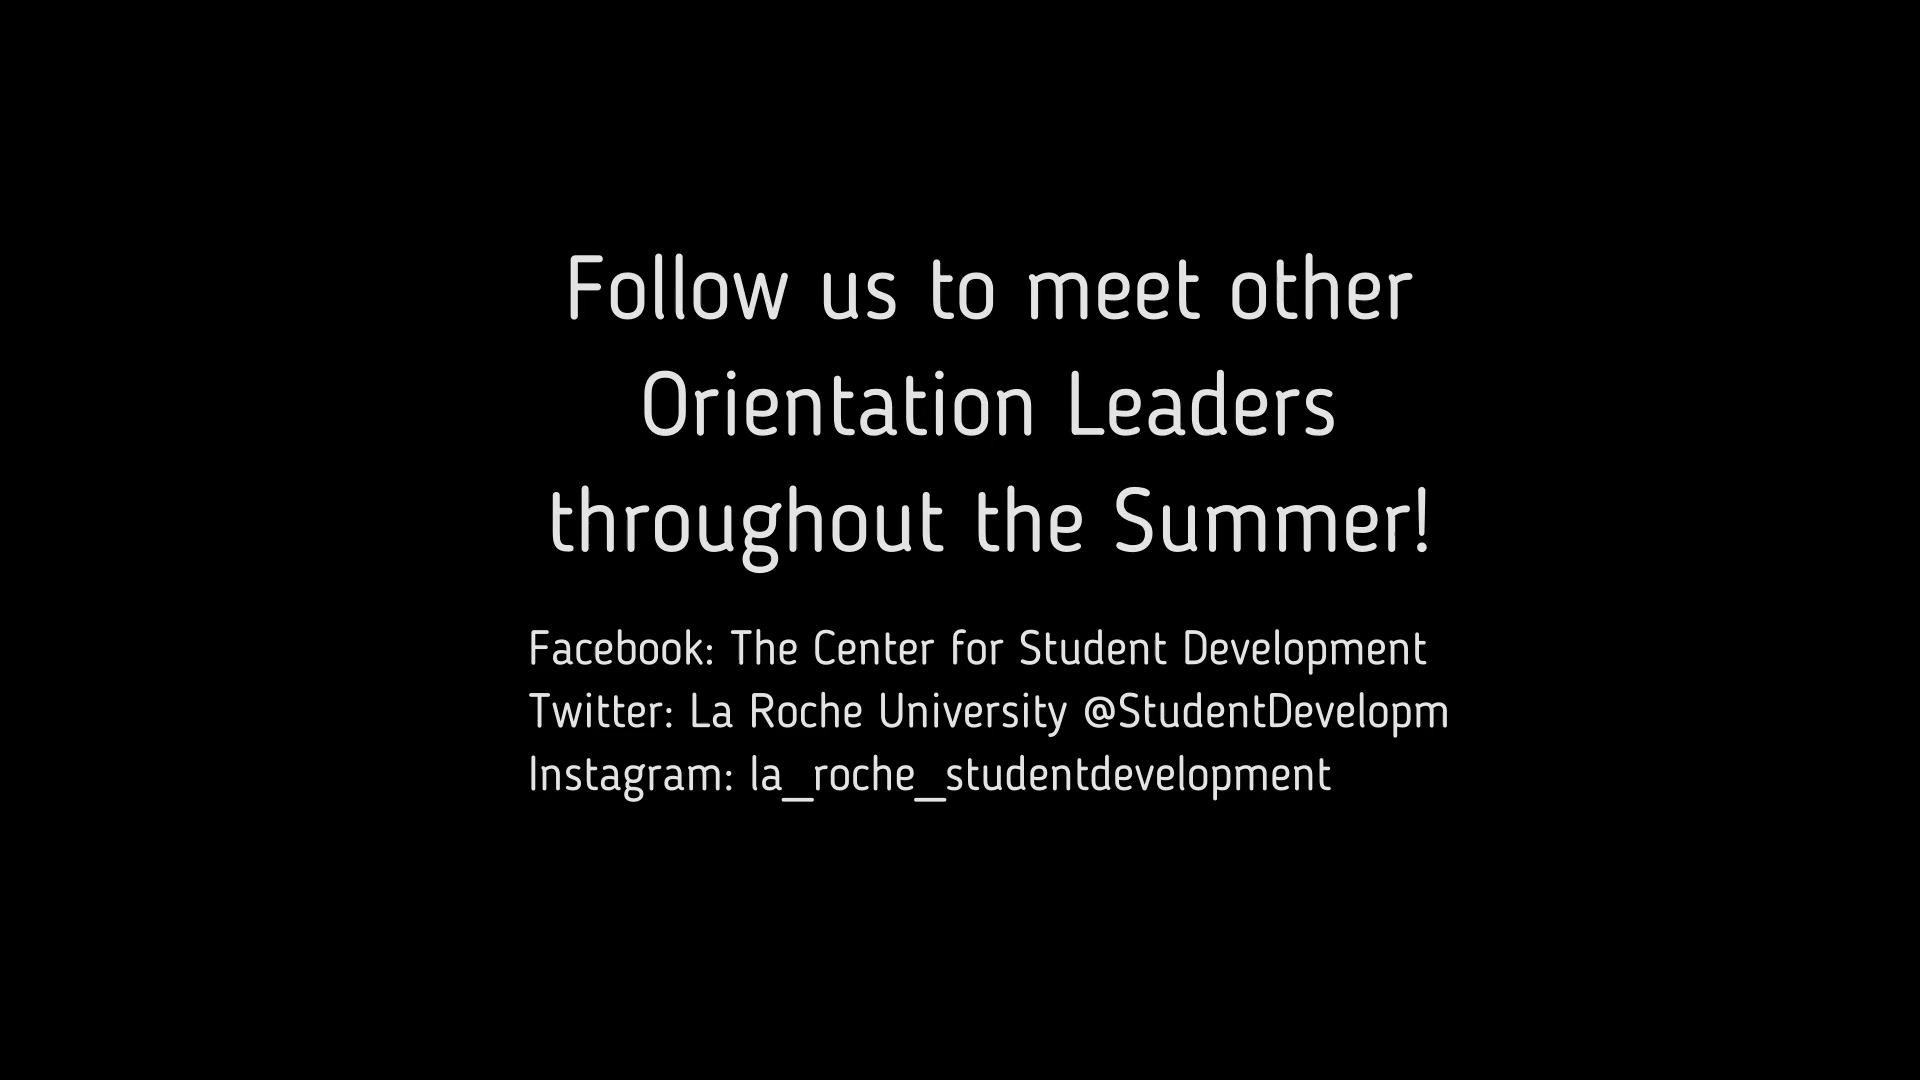 Follow us to meet other
Orientation Leaders
throughout the Summer!
Facebook: The Center for Student Development
Twitter: La Roche University @StudentDevelopm
Instagram: la_roche_studentdevelopment